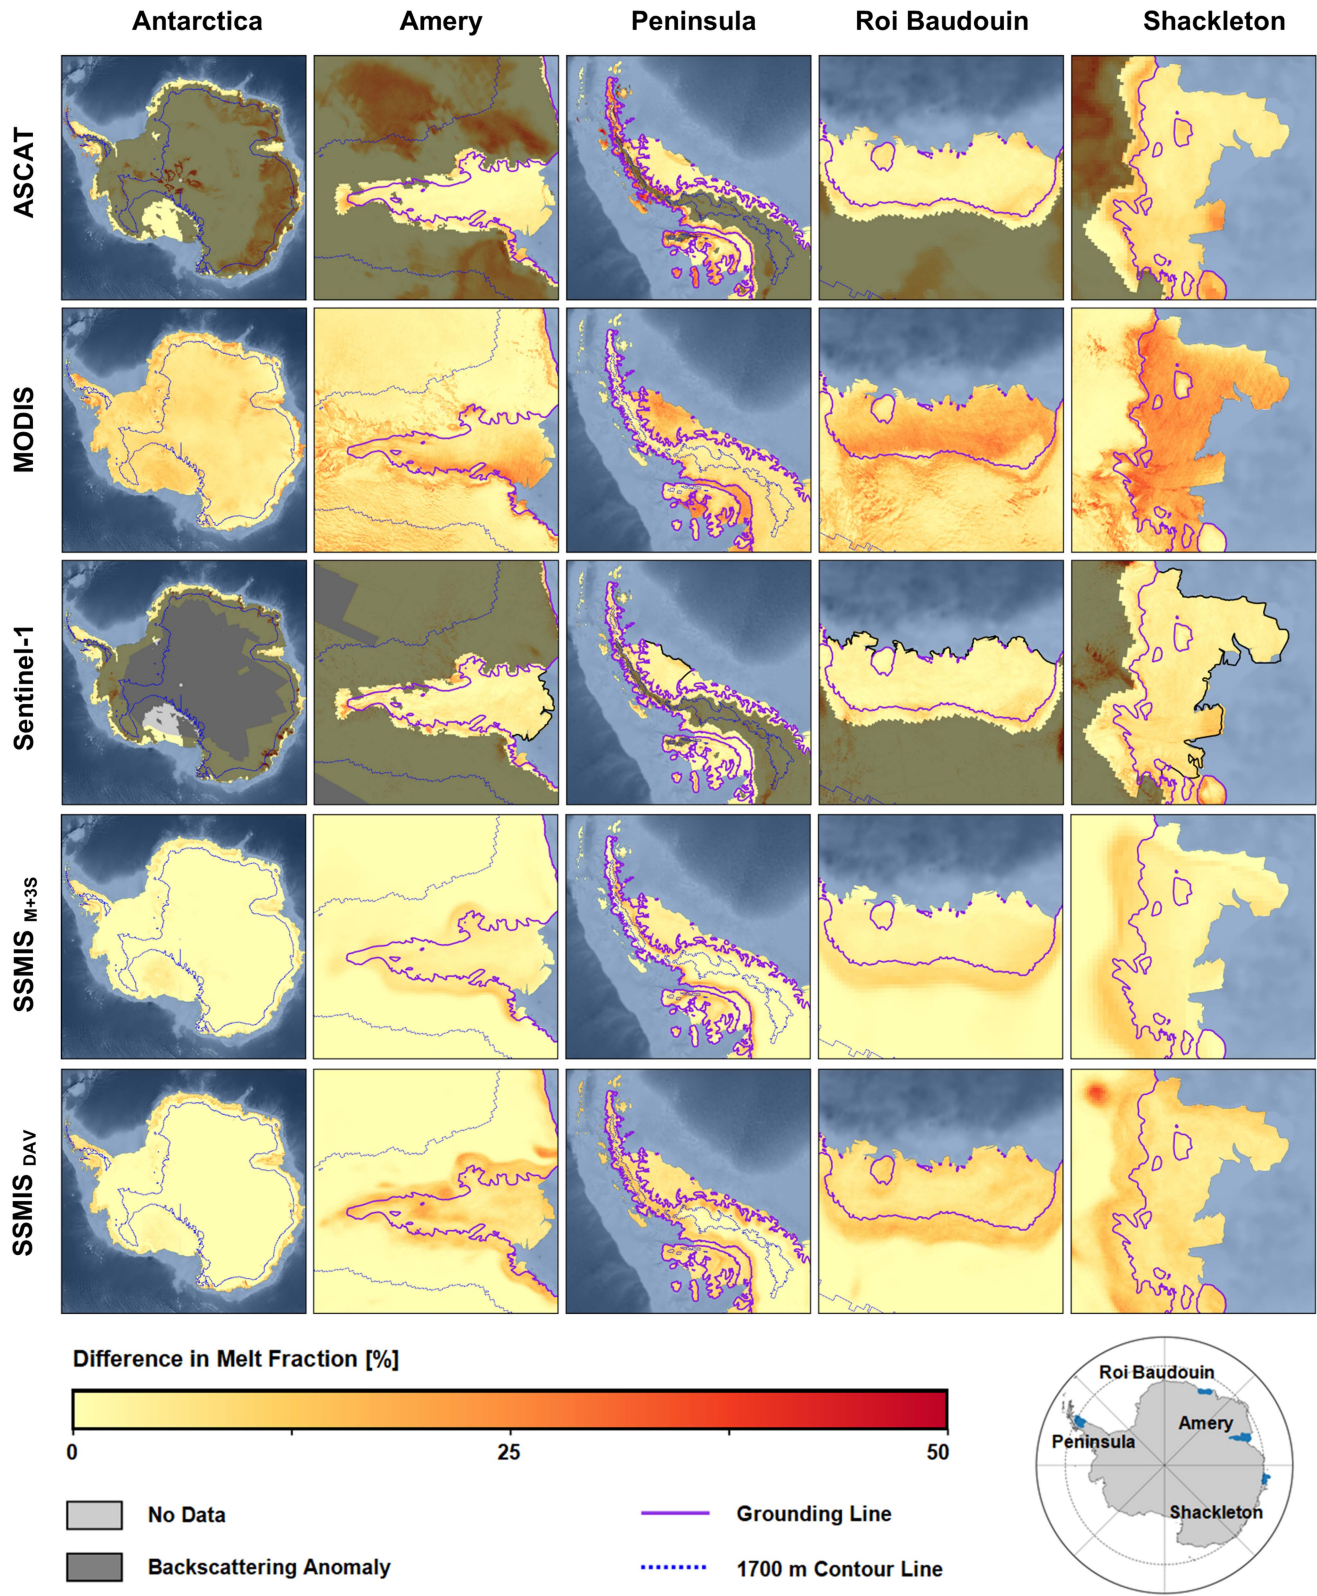 Antarctica Amery Peninsula Roi Baudouin Shackleton
ASCAT
MODIS
Sentinel-1
SSMIS M+3S
SSMIS DAV
Difference in Melt Fraction [%]
0 25 50
No Data
Backscattering Anomaly
Grounding Line
1700 m Contour Line
Roi Baudouin
Amery
Peninsula
Shackleton